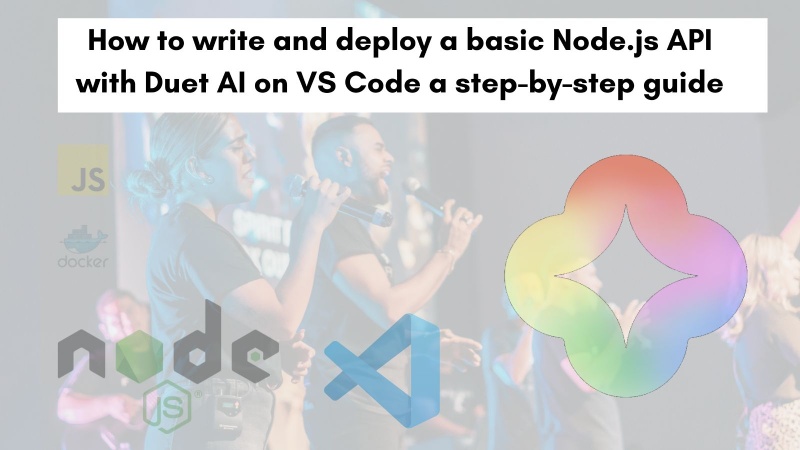 How to write and deploy a basic Node.js API
with Duet AI on VS Code a step-by-step guide
JS
docker
node
JS